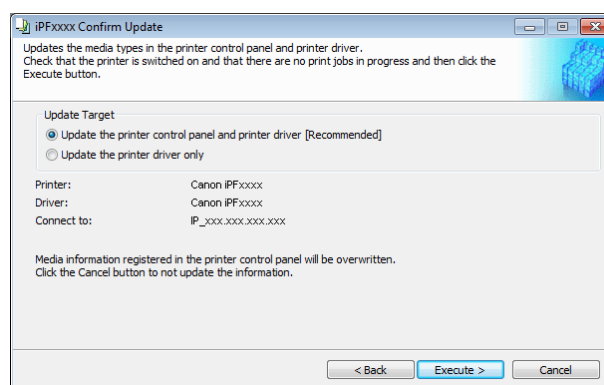 iPFxxxx Confirm Update
Updates the media types in the printer control panel and printer driver.
Check that the printer is switched on and that there are no print jobs in progress and then click the
Execute button.
Update Target
Update the printer control panel and printer driver [Recommended]
Update the printer driver only
Printer: Canon iPFxxxx
Driver: Canon iPFxxxx
Connect to: IP_xxx.xxx.xxx.xxx
Media information registered in the printer control panel will be overwritten.
Click the Cancel button to not update the information.
< Back Execute > Cancel